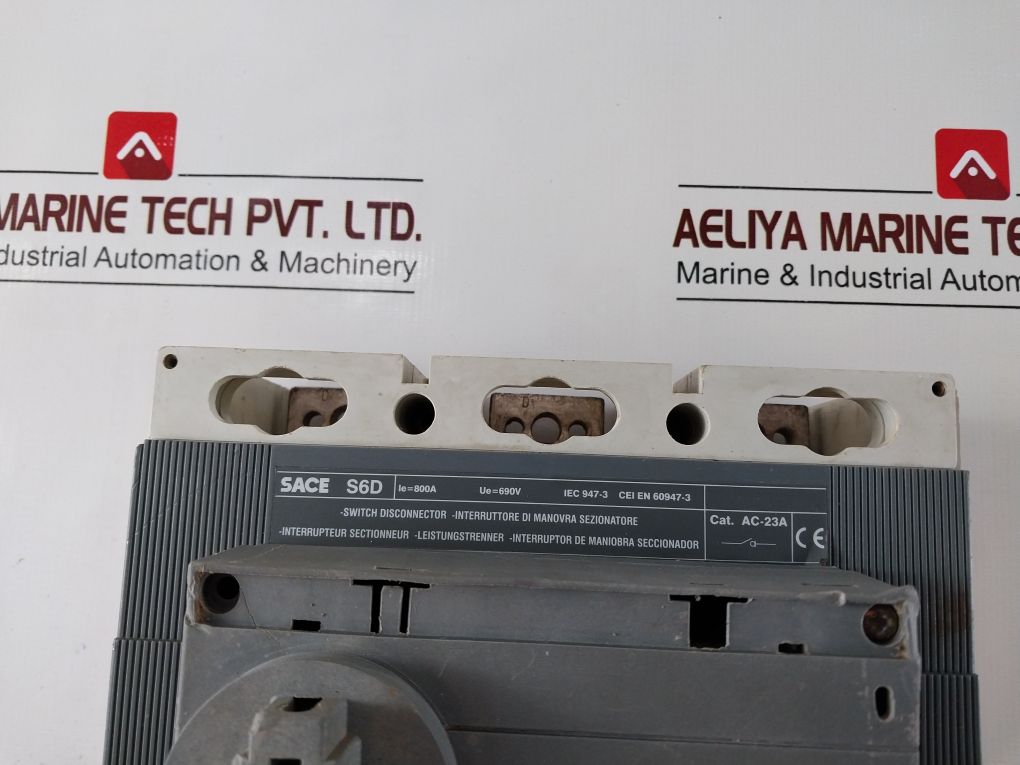 MARINE TECH PVT. LTD.
dustrial Automation & Machinery
AELIYA MARINE TE
Marine & Industrial Autom
D1
SACE S6D Ie=800A Ue=690V IEC 947-3 CEI EN 60947-3
-SWITCH DISCONNECTOR -INTERRUTTORE DI MANOVRA SEZIONATORE
-INTERRUPTEUR SECTIONNEUR -LEISTUNGSTRENNER -INTERRUPTOR DE MANIOBRA SECCIONADOR
Cat. AC-23A
CE